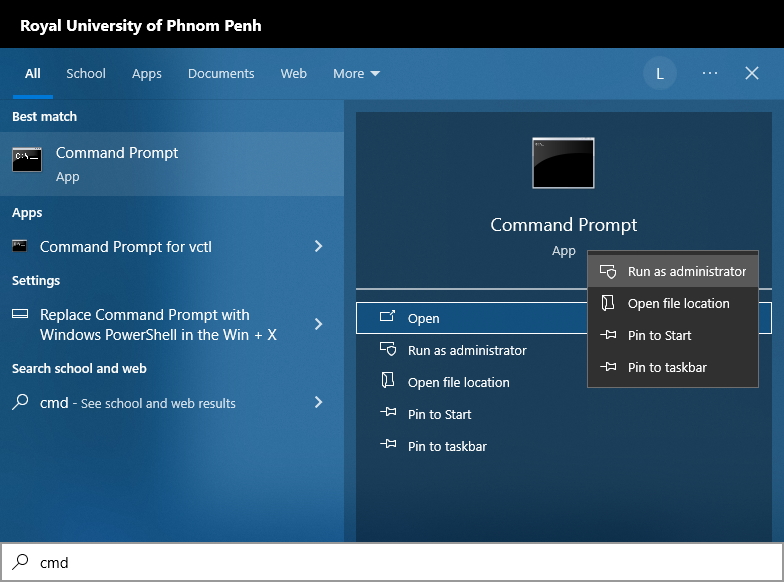 Royal University of Phnom Penh
All School Apps Documents Web More L ...
Best match
Command Prompt
App
Apps
Command Prompt for vctl
Settings
Replace Command Prompt with
Windows PowerShell in the Win + X
Search school and web
cmd - See school and web results
C:\
Command Prompt
App
Open
Run as administrator
Open file location
Pin to Start
Pin to taskbar
Run as administrator
Open file location
Pin to Start
Pin to taskbar
cmd